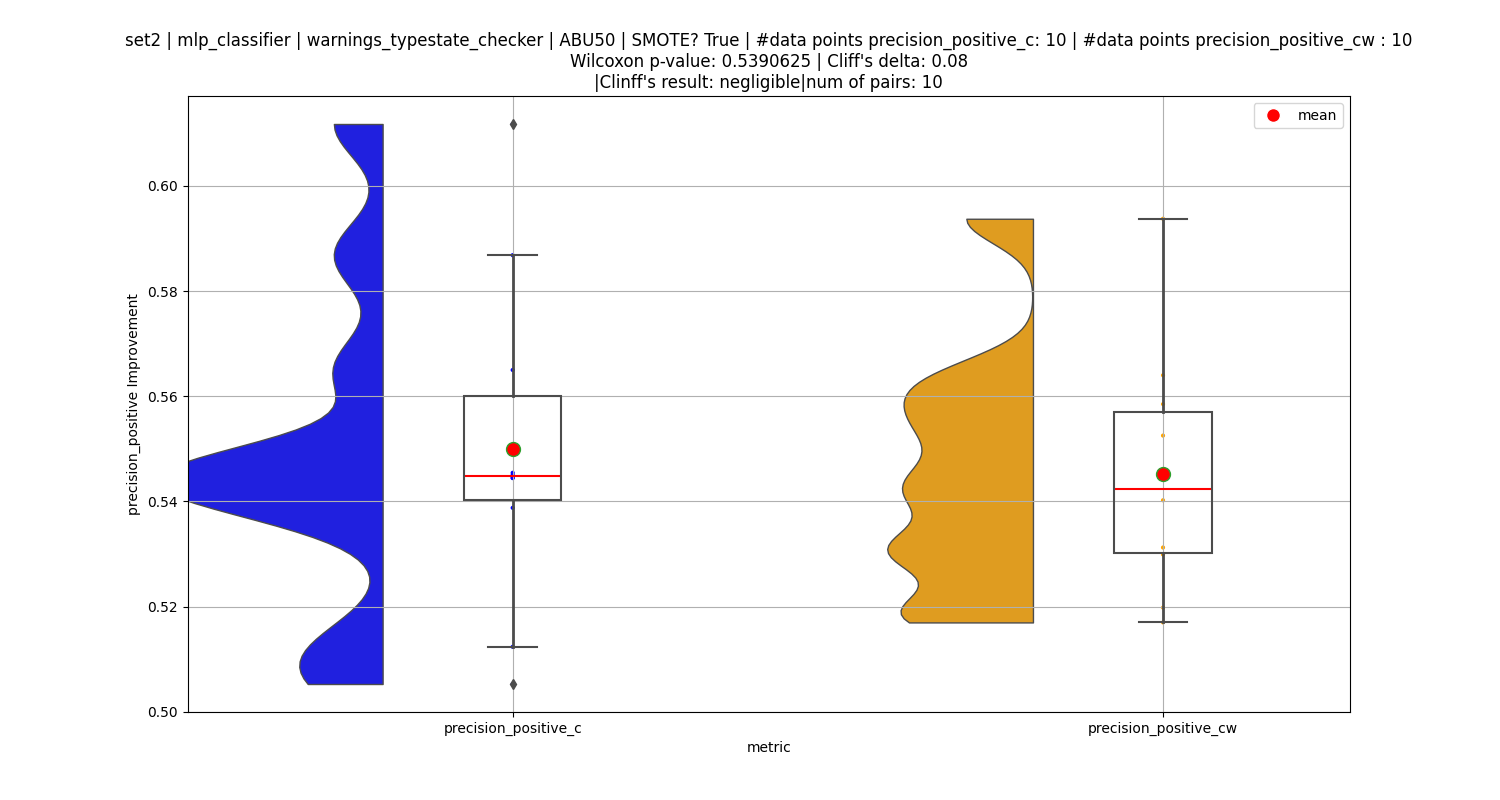 set2 | mlp_classifier | warnings_typestate_checker | ABU50 | SMOTE? True | #data points precision_positive_c: 10 | #data points precision_positive_cw : 10
Wilcoxon p-value: 0.5390625 | Cliff's delta: 0.08
|Clinff's result: negligible|num of pairs: 10
mean
0.60
0.58
0.56
0.54
0.52
0.50
precision_positive Improvement
precision_positive_c
precision_positive_cw
metric